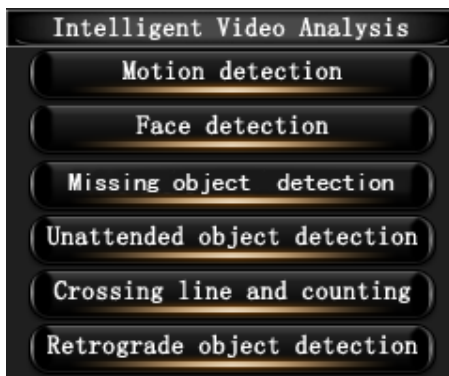 Intelligent Video Analysis
Motion detection
Face detection
Missing object detection
Unattended object detection
Crossing line and counting
Retrograde object detection